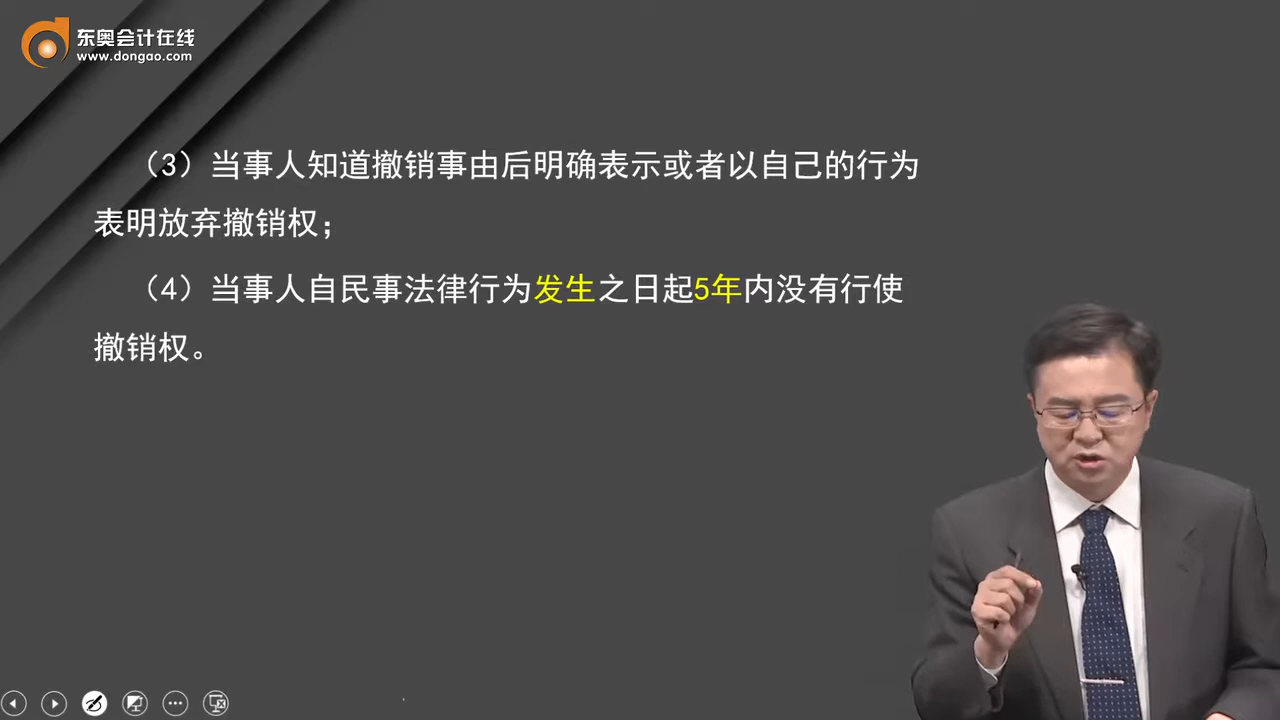 东奥会计在线
www.dongao.com
（3）当事人知道撤销事由后明确表示或者以自己的行为
表明放弃撤销权；
（4）当事人自民事法律行为发生之日起5年内没有行使
撤销权。